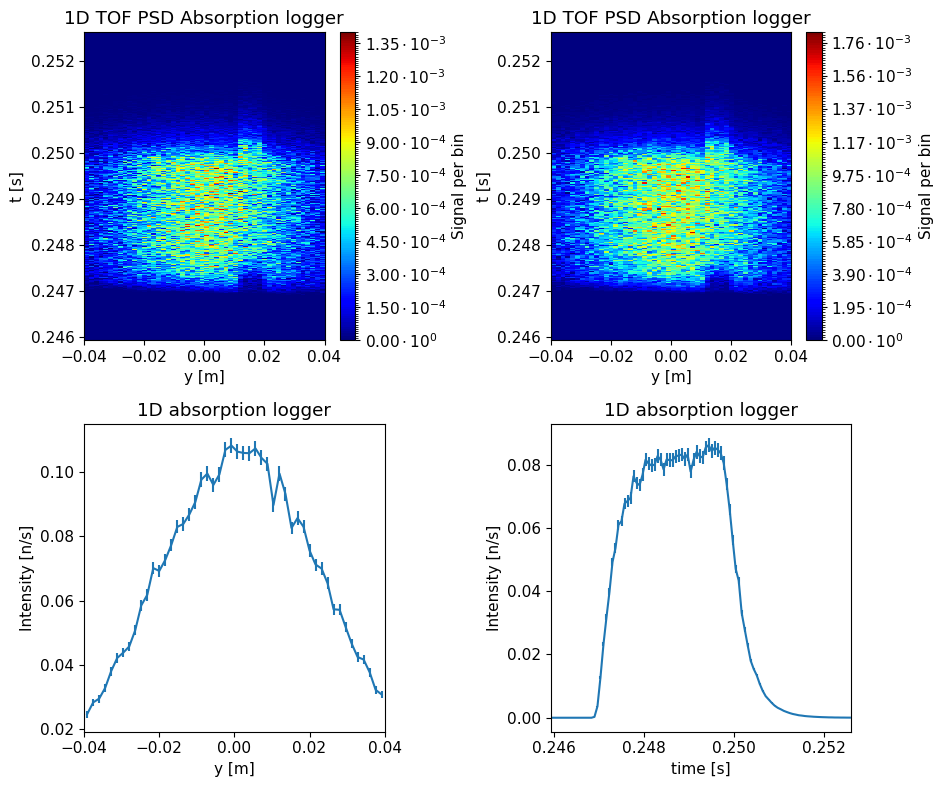 1D TOF PSD Absorption logger
0.252
0.251
0.250
0.249
0.248
0.247
0.246
t [s]
−0.04 −0.02 0.00 0.02 0.04
y [m]
1.35 · 10⁻³
1.20 · 10⁻³
1.05 · 10⁻³
9.00 · 10⁻⁴
7.50 · 10⁻⁴
6.00 · 10⁻⁴
4.50 · 10⁻⁴
3.00 · 10⁻⁴
1.50 · 10⁻⁴
0.00 · 10⁰
Signal per bin
1D TOF PSD Absorption logger
0.252
0.251
0.250
0.249
0.248
0.247
0.246
t [s]
−0.04 −0.02 0.00 0.02 0.04
y [m]
1.76 · 10⁻³
1.56 · 10⁻³
1.37 · 10⁻³
1.17 · 10⁻³
9.75 · 10⁻⁴
7.80 · 10⁻⁴
5.85 · 10⁻⁴
3.90 · 10⁻⁴
1.95 · 10⁻⁴
0.00 · 10⁰
Signal per bin
1D absorption logger
0.10
0.08
0.06
0.04
0.02
Intensity [n/s]
−0.04 −0.02 0.00 0.02 0.04
y [m]
1D absorption logger
0.08
0.06
0.04
0.02
0.00
Intensity [n/s]
0.246 0.248 0.250 0.252
time [s]